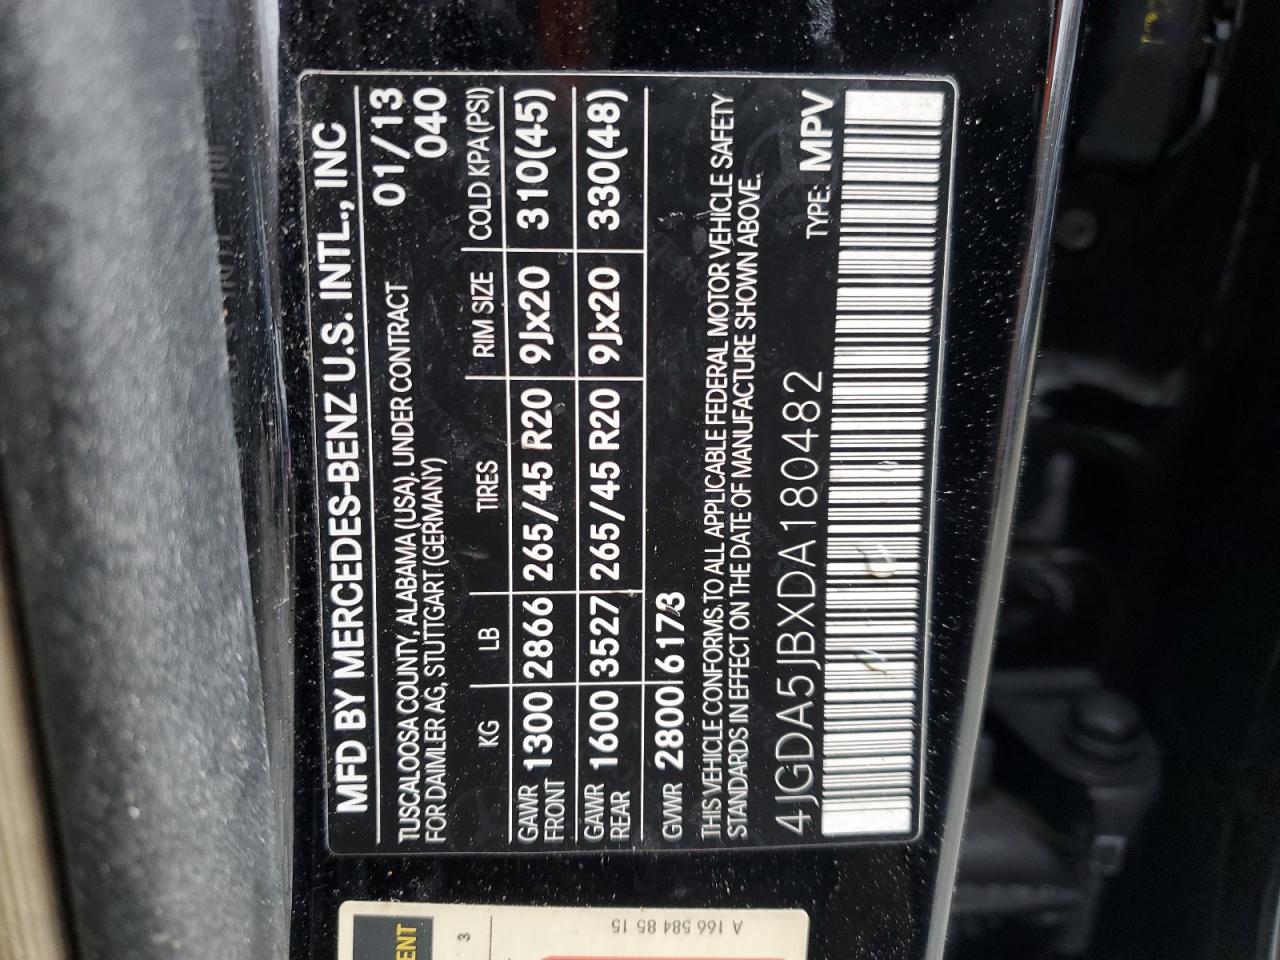 MFD BY MERCEDES-BENZ U.S. INTL., INC
TUSCALOOSA COUNTY, ALABAMA (USA). UNDER CONTRACT 01/13
FOR DAIMLER AG, STUTTGART (GERMANY) 040
KG LB TIRES RIM SIZE COLD KPA (PSI)
GAWR FRONT 1300 2866 265/45 R20 9Jx20 310(45)
GAWR REAR 1600 3527 265/45 R20 9Jx20 330(48)
GVWR 2800 6173
THIS VEHICLE CONFORMS TO ALL APPLICABLE FEDERAL MOTOR VEHICLE SAFETY
STANDARDS IN EFFECT ON THE DATE OF MANUFACTURE SHOWN ABOVE.
4JGDA5JBXDA180482 TYPE: MPV
A 166 584 85 15
3